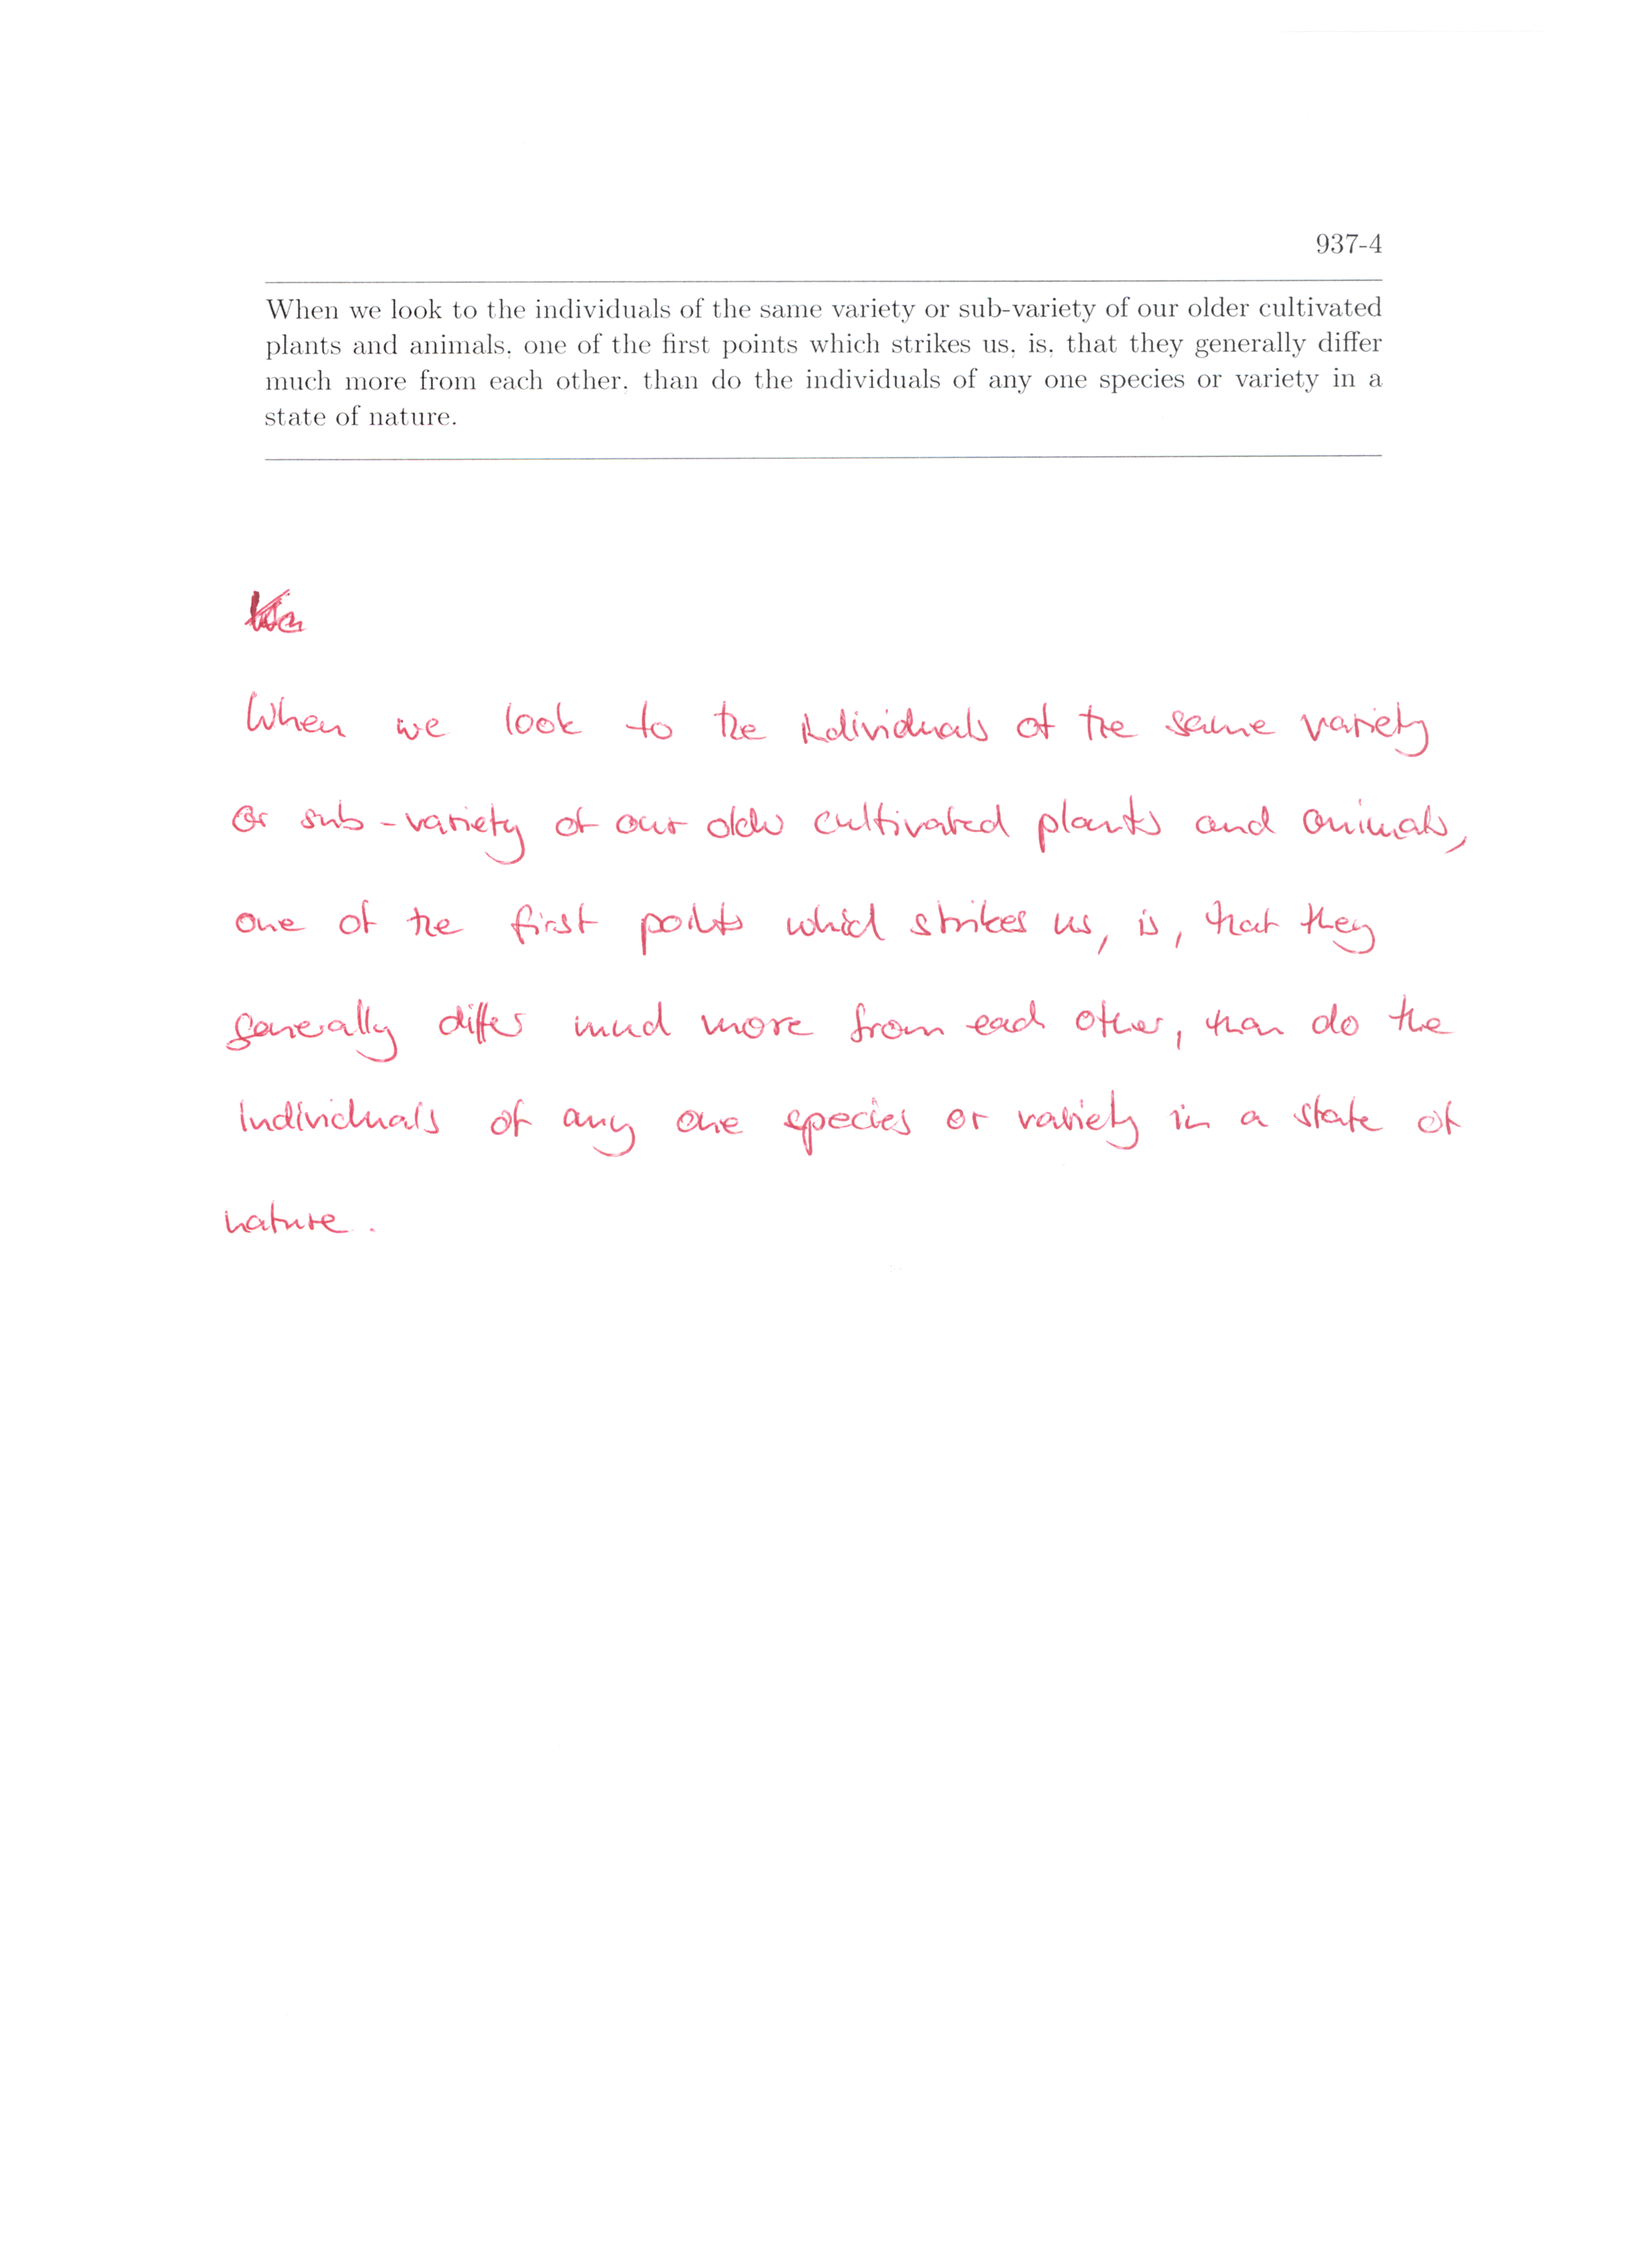 937-4
When we look to the individuals of the same variety or sub-variety of our older cultivated
plants and animals, one of the first points which strikes us, is, that they generally differ
much more from each other, than do the individuals of any one species or variety in a
state of nature.
When we look to the individuals of the same variety
or sub-variety of our older cultivated plants and animals,
one of the first points which strikes us, is, that they
generally differ much more from each other, than do the
individuals of any one species or variety in a state of
nature.